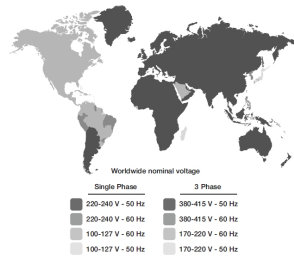 Worldwide nominal voltage
Single Phase 3 Phase
220-240 V - 50 Hz 380-415 V - 50 Hz
220-240 V - 60 Hz 380-415 V - 60 Hz
100-127 V - 60 Hz 170-220 V - 60 Hz
100-127 V - 50 Hz 170-220 V - 50 Hz